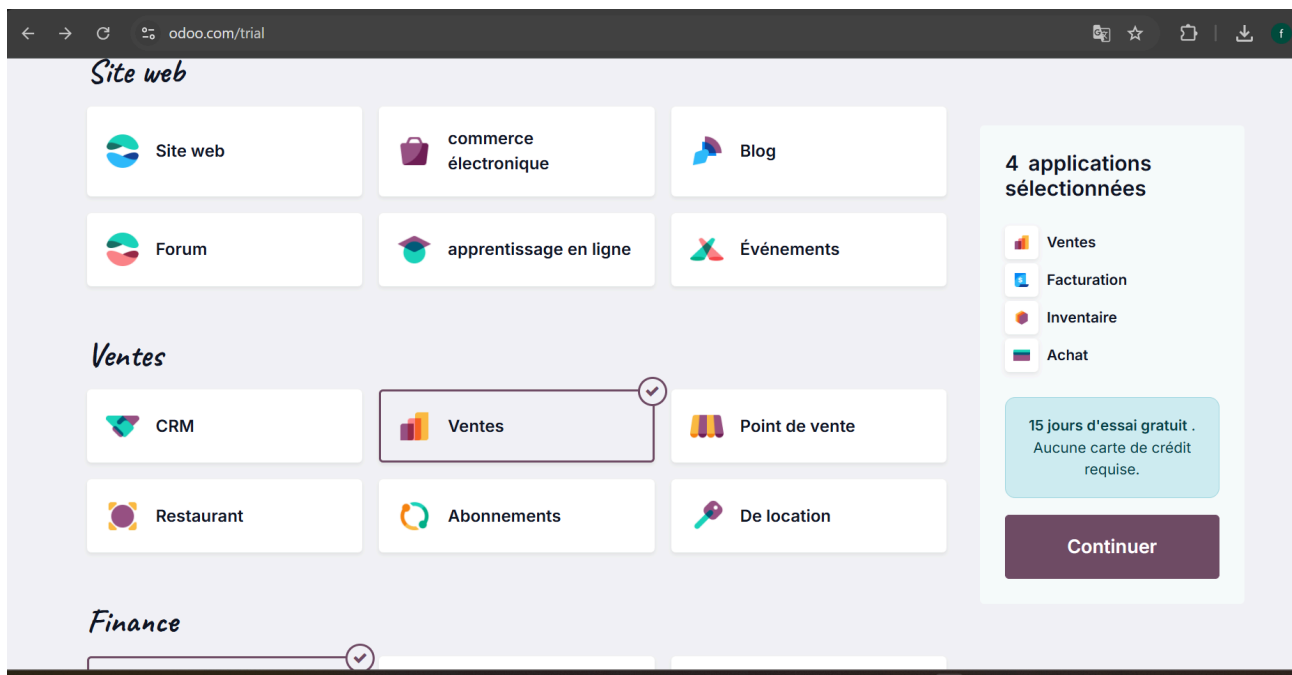 odoo.com/trial
f
Site web
Site web
commerce
électronique
Blog
Forum
apprentissage en ligne
Événements
Ventes
CRM
Ventes
Point de vente
Restaurant
Abonnements
De location
Finance
4 applications
sélectionnées
Ventes
Facturation
Inventaire
Achat
15 jours d'essai gratuit .
Aucune carte de crédit
requise.
Continuer